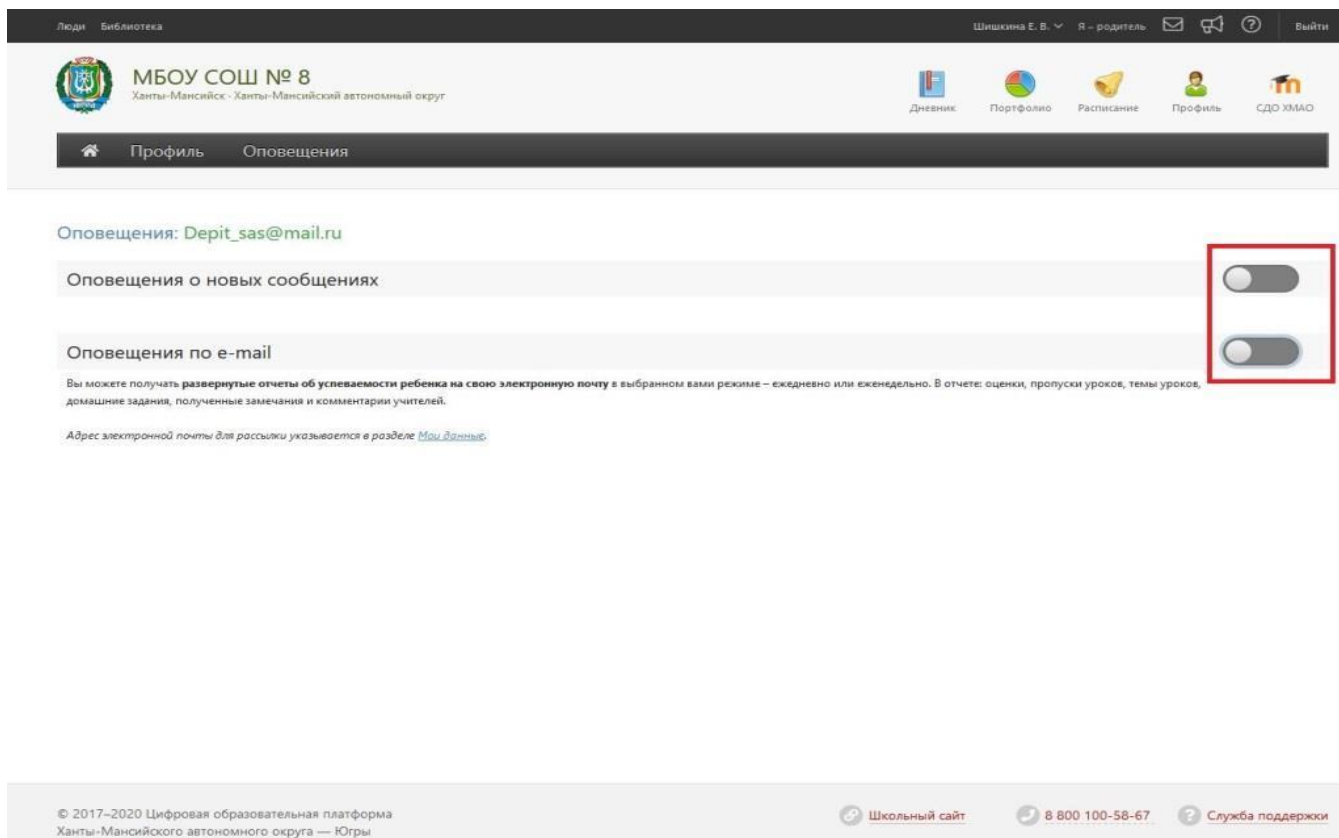 Люди Библиотека Шишкина Е. В. Я – родитель Выйти
МБОУ СОШ № 8
Ханты-Мансийск - Ханты-Мансийский автономный округ
Дневник Портфолио Расписание Профиль СДО ХМАО
Профиль Оповещения
Оповещения: Depit_sas@mail.ru
Оповещения о новых сообщениях
Оповещения по e-mail
Вы можете получать развернутые отчеты об успеваемости ребенка на свою электронную почту в выбранном вами режиме – ежедневно или еженедельно. В отчете: оценки, пропуски уроков, темы уроков,
домашние задания, полученные замечания и комментарии учителей.
Адрес электронной почты для рассылки указывается в разделе Мои данные.
© 2017–2020 Цифровая образовательная платформа
Ханты-Мансийского автономного округа — Югры
Школьный сайт 8 800 100-58-67 Служба поддержки